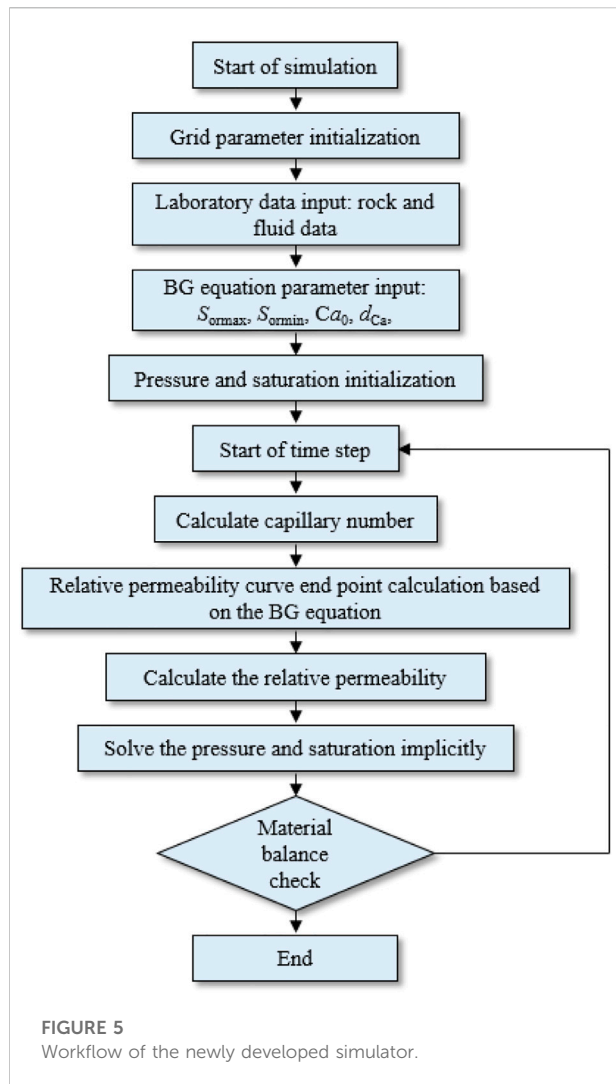 Start of simulation
Grid parameter initialization
Laboratory data input: rock and
fluid data
BG equation parameter input:
Sormax, Sormin, Ca0, dCa,
Pressure and saturation initialization
Start of time step
Calculate capillary number
Relative permeability curve end point calculation based
on the BG equation
Calculate the relative permeability
Solve the pressure and saturation implicitly
Material
balance
check
End
FIGURE 5
Workflow of the newly developed simulator.